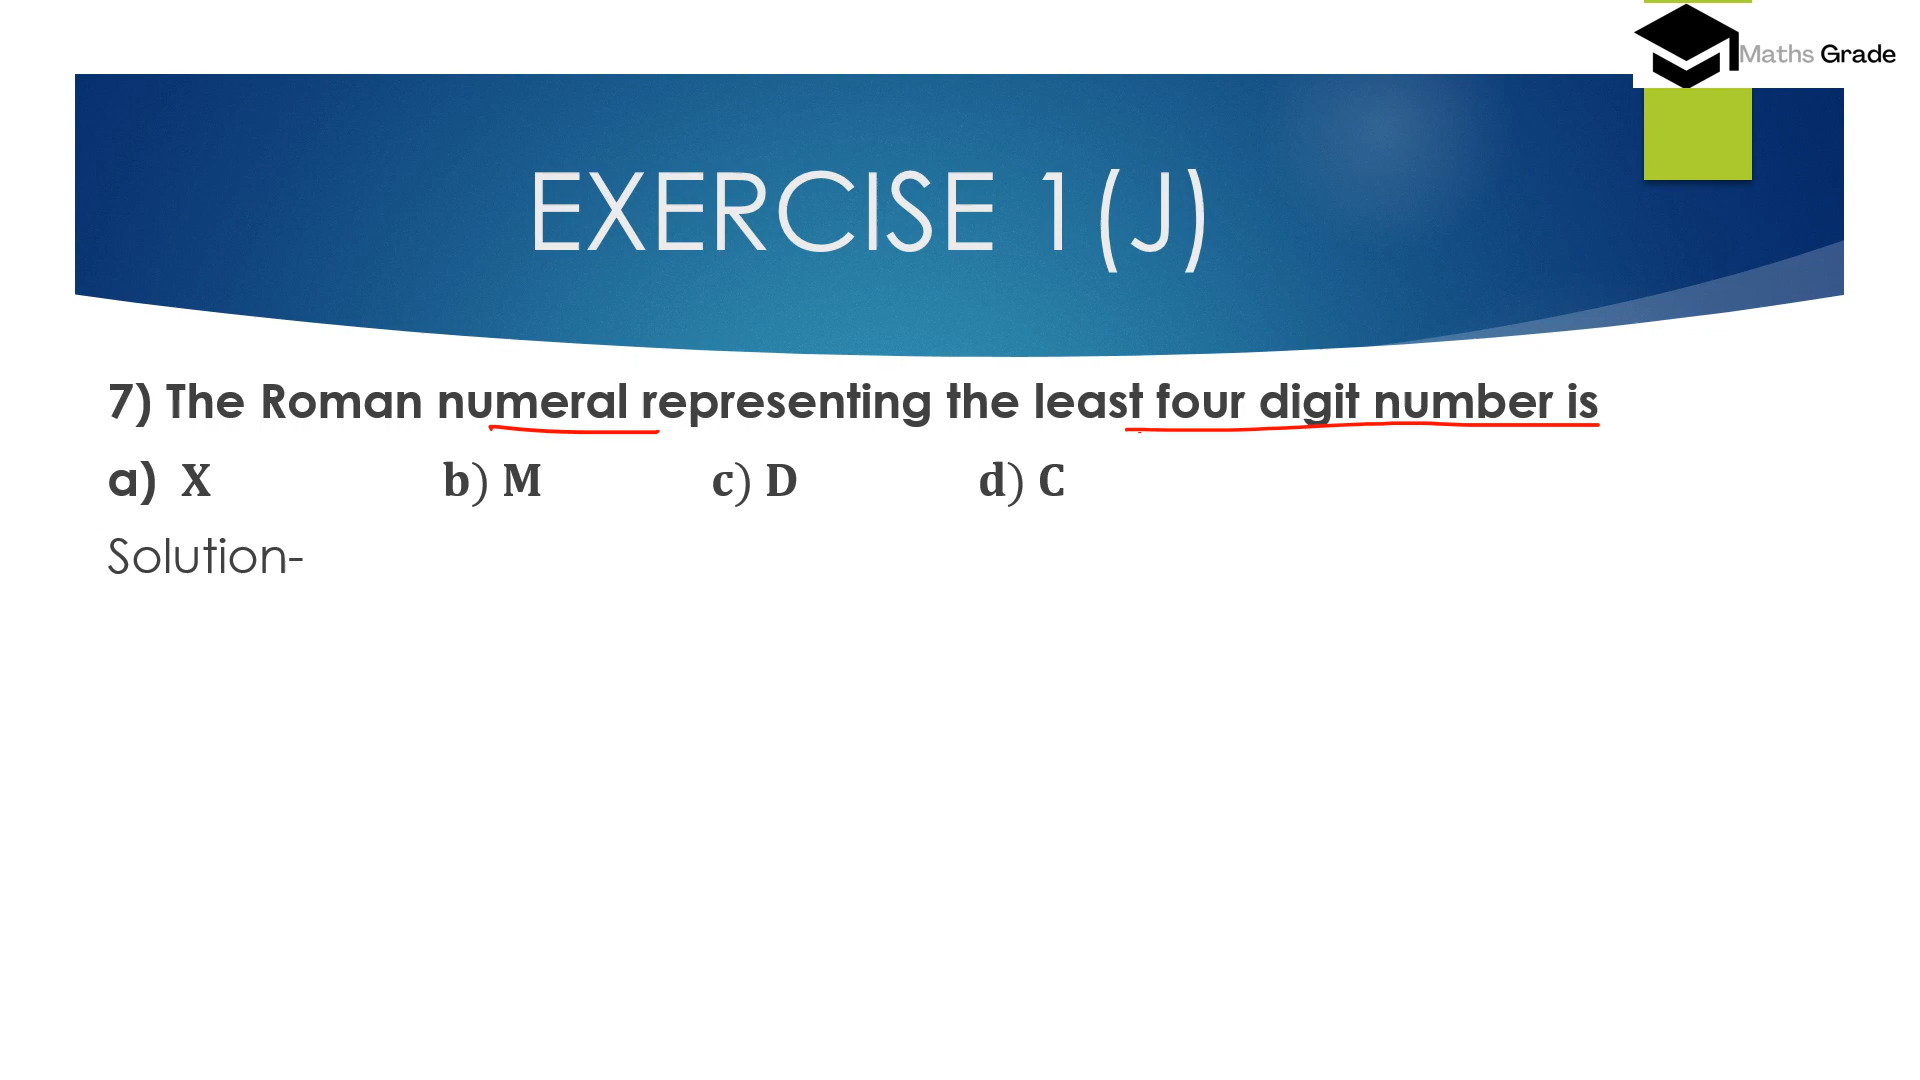 Maths Grade
EXERCISE 1(J)
7) The Roman numeral representing the least four digit number is
a) X b) M c) D d) C
Solution-